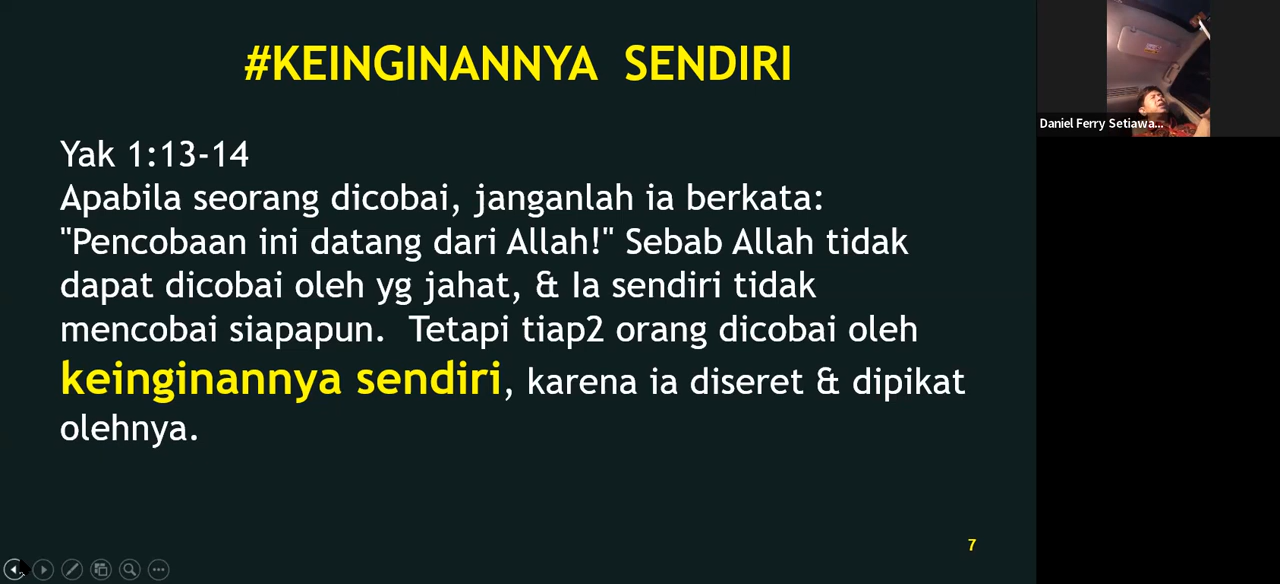 #KEINGINANNYA SENDIRI
Yak 1:13-14
Apabila seorang dicobai, janganlah ia berkata:
"Pencobaan ini datang dari Allah!" Sebab Allah tidak
dapat dicobai oleh yg jahat, & Ia sendiri tidak
mencobai siapapun. Tetapi tiap2 orang dicobai oleh
keinginannya sendiri, karena ia diseret & dipikat
olehnya.
7
Daniel Ferry Setiawa...